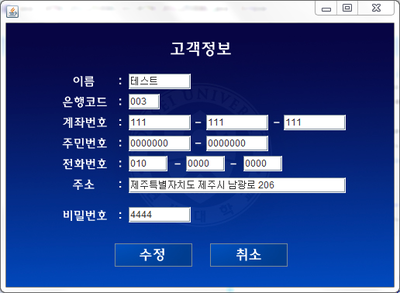 고객정보
이름 : 테스트
은행코드 : 003
계좌번호 : 111 - 111 - 111
주민번호 : 0000000 - 0000000
전화번호 : 010 - 0000 - 0000
주소 : 제주특별자치도 제주시 남광로 206
비밀번호 : 4444
수정 취소